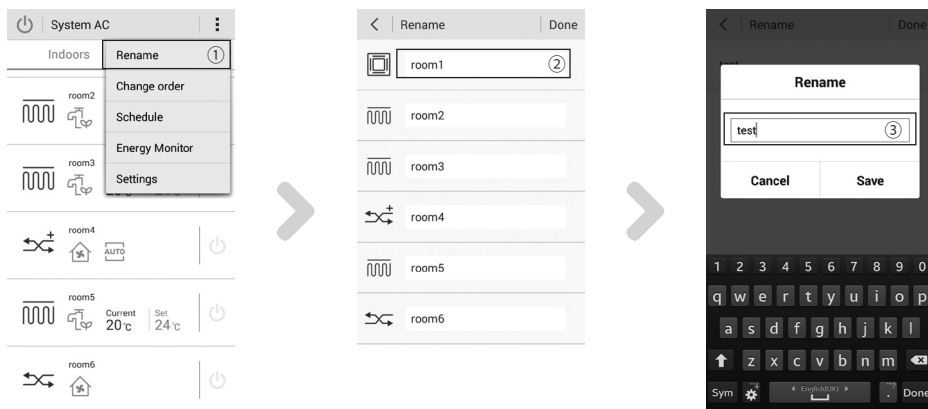 System AC
Indoors
Rename ①
Change order
Schedule
Energy Monitor
Settings
room2
room3
room4
AUTO
room5
Current
20°C
Set
24°C
room6
Rename
Done
room1 ②
room2
room3
room4
room5
room6
Rename
Done
Rename
test ③
Cancel
Save
1 2 3 4 5 6 7 8 9 0
q w e r t y u i o p
a s d f g h j k l
z x c v b n m
Sym
English(UK)
.
Done